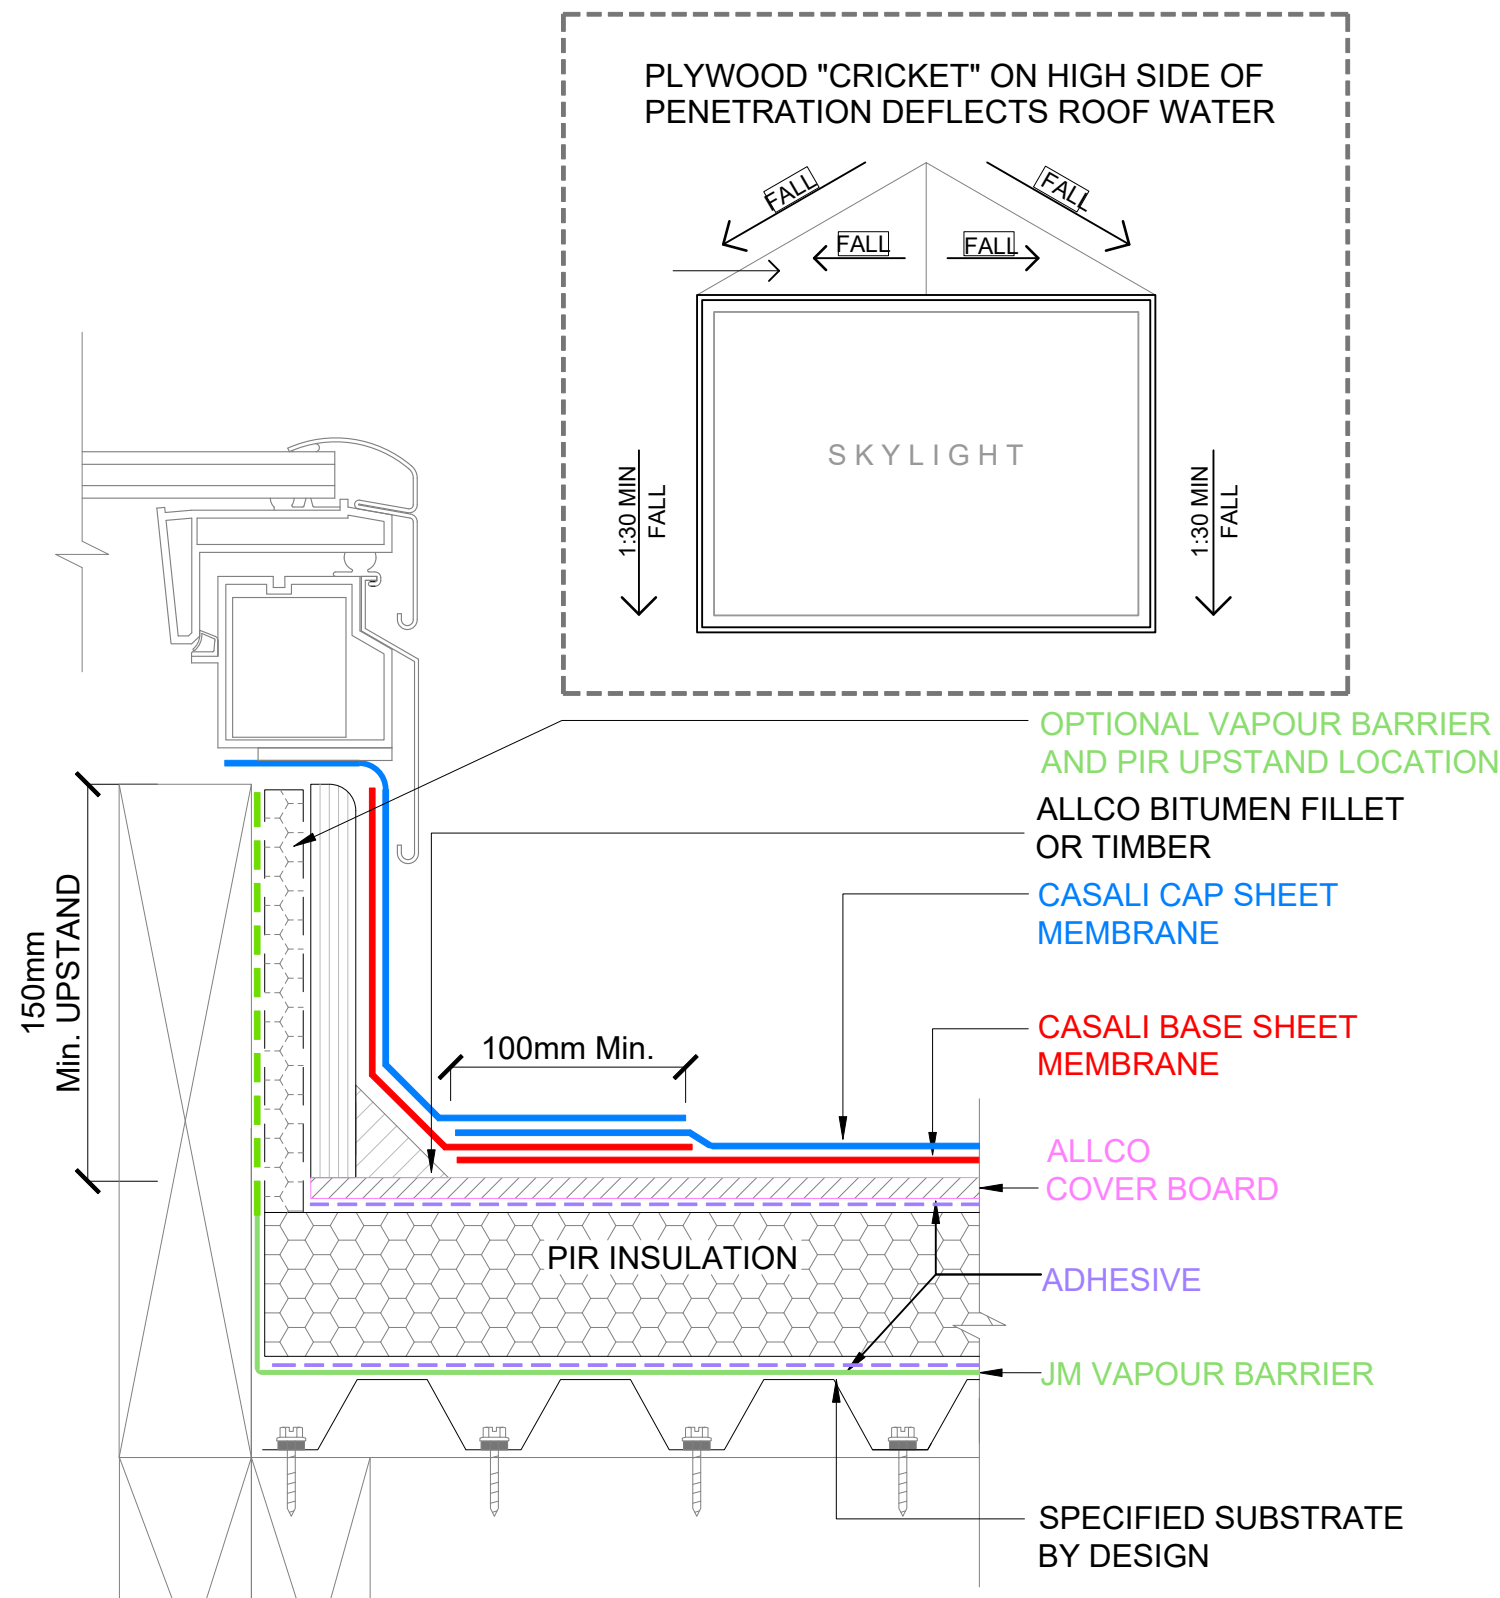 PLYWOOD "CRICKET" ON HIGH SIDE OF
PENETRATION DEFLECTS ROOF WATER
FALL
FALL
FALL
FALL
SKYLIGHT
1:30 MIN
FALL
1:30 MIN
FALL
OPTIONAL VAPOUR BARRIER
AND PIR UPSTAND LOCATION
ALLCO BITUMEN FILLET
OR TIMBER
CASALI CAP SHEET
MEMBRANE
150mm
Min. UPSTAND
100mm Min.
CASALI BASE SHEET
MEMBRANE
ALLCO
COVER BOARD
PIR INSULATION
ADHESIVE
JM VAPOUR BARRIER
SPECIFIED SUBSTRATE
BY DESIGN